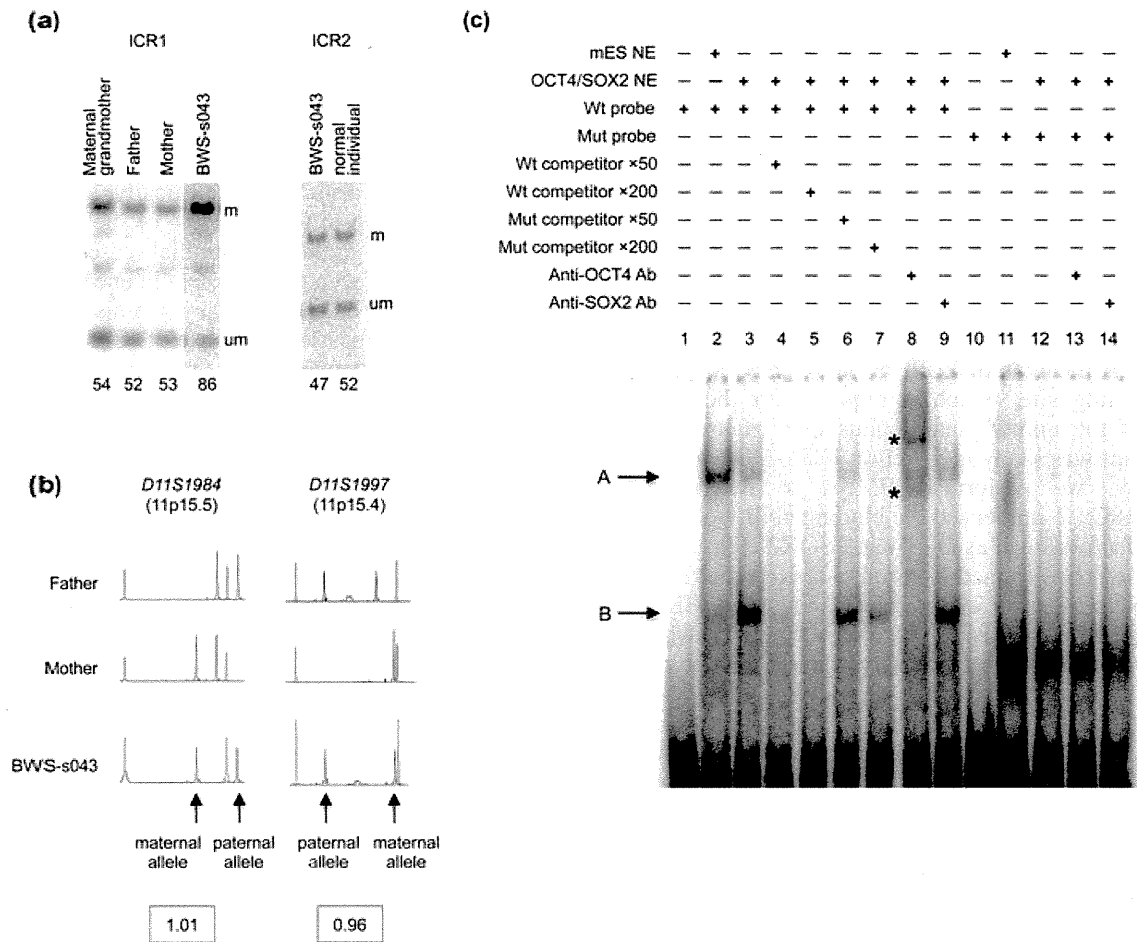 (a)
ICR1
ICR2
Maternal grandmother
Father
Mother
BWS-s043
BWS-s043
normal individual
m
um
m
um
54 52 53 86
47 52
(b)
D11S1984
(11p15.5)
D11S1997
(11p15.4)
Father
Mother
BWS-s043
maternal allele
paternal allele
paternal allele
maternal allele
1.01
0.96
(c)
mES NE − + − − − − − − − − + − − −
OCT4/SOX2 NE − − + + + + + + + − − + + +
Wt probe + + + + + + + + + − − − − −
Mut probe − − − − − − − − − + + + + +
Wt competitor ×50 − − − + − − − − − − − − − −
Wt competitor ×200 − − − − + − − − − − − − − −
Mut competitor ×50 − − − − − + − − − − − − − −
Mut competitor ×200 − − − − − − + − − − − − − −
Anti-OCT4 Ab − − − − − − − + − − − − + −
Anti-SOX2 Ab − − − − − − − − + − − − − +
1 2 3 4 5 6 7 8 9 10 11 12 13 14
*
A
*
B